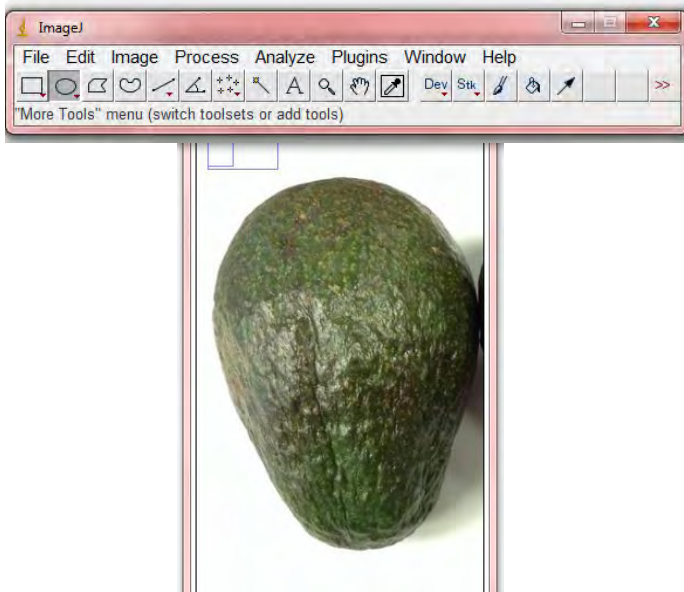 ImageJ
File Edit Image Process Analyze Plugins Window Help
A Dev Stk >>
"More Tools" menu (switch toolsets or add tools)